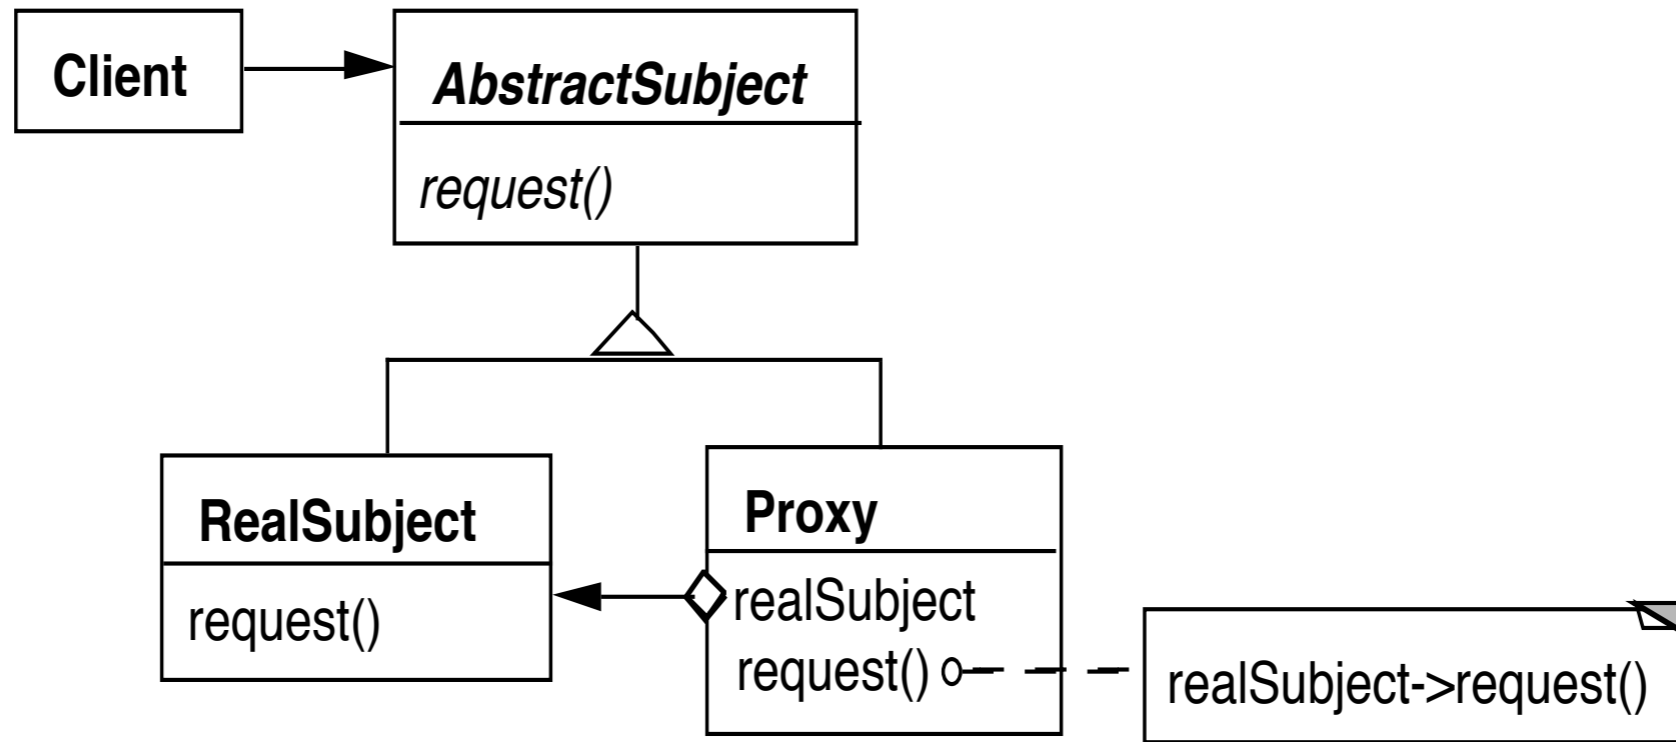 Client
AbstractSubject
request()
RealSubject
request()
Proxy
realSubject
request()
realSubject->request()